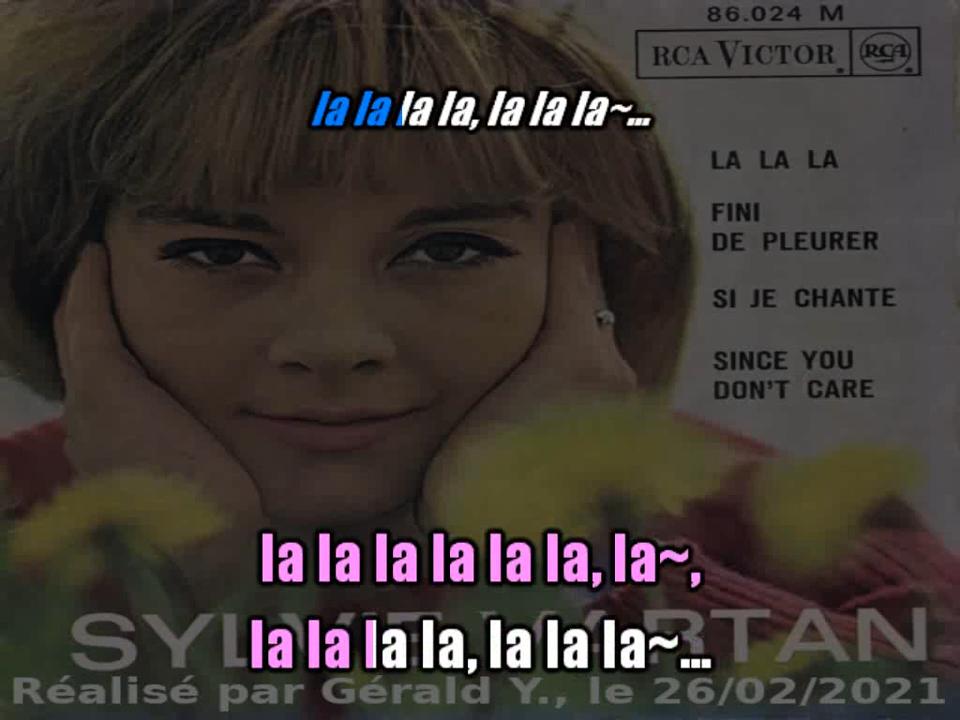 86.024 M
RCA VICTOR RCA
la la la la, la la la~...
LA LA LA
FINI
DE PLEURER
SI JE CHANTE
SINCE YOU
DON'T CARE
la la la la la la, la~,
SYLVIE VARTAN
la la la la, la la la~...
Réalisé par Gérald Y., le 26/02/2021